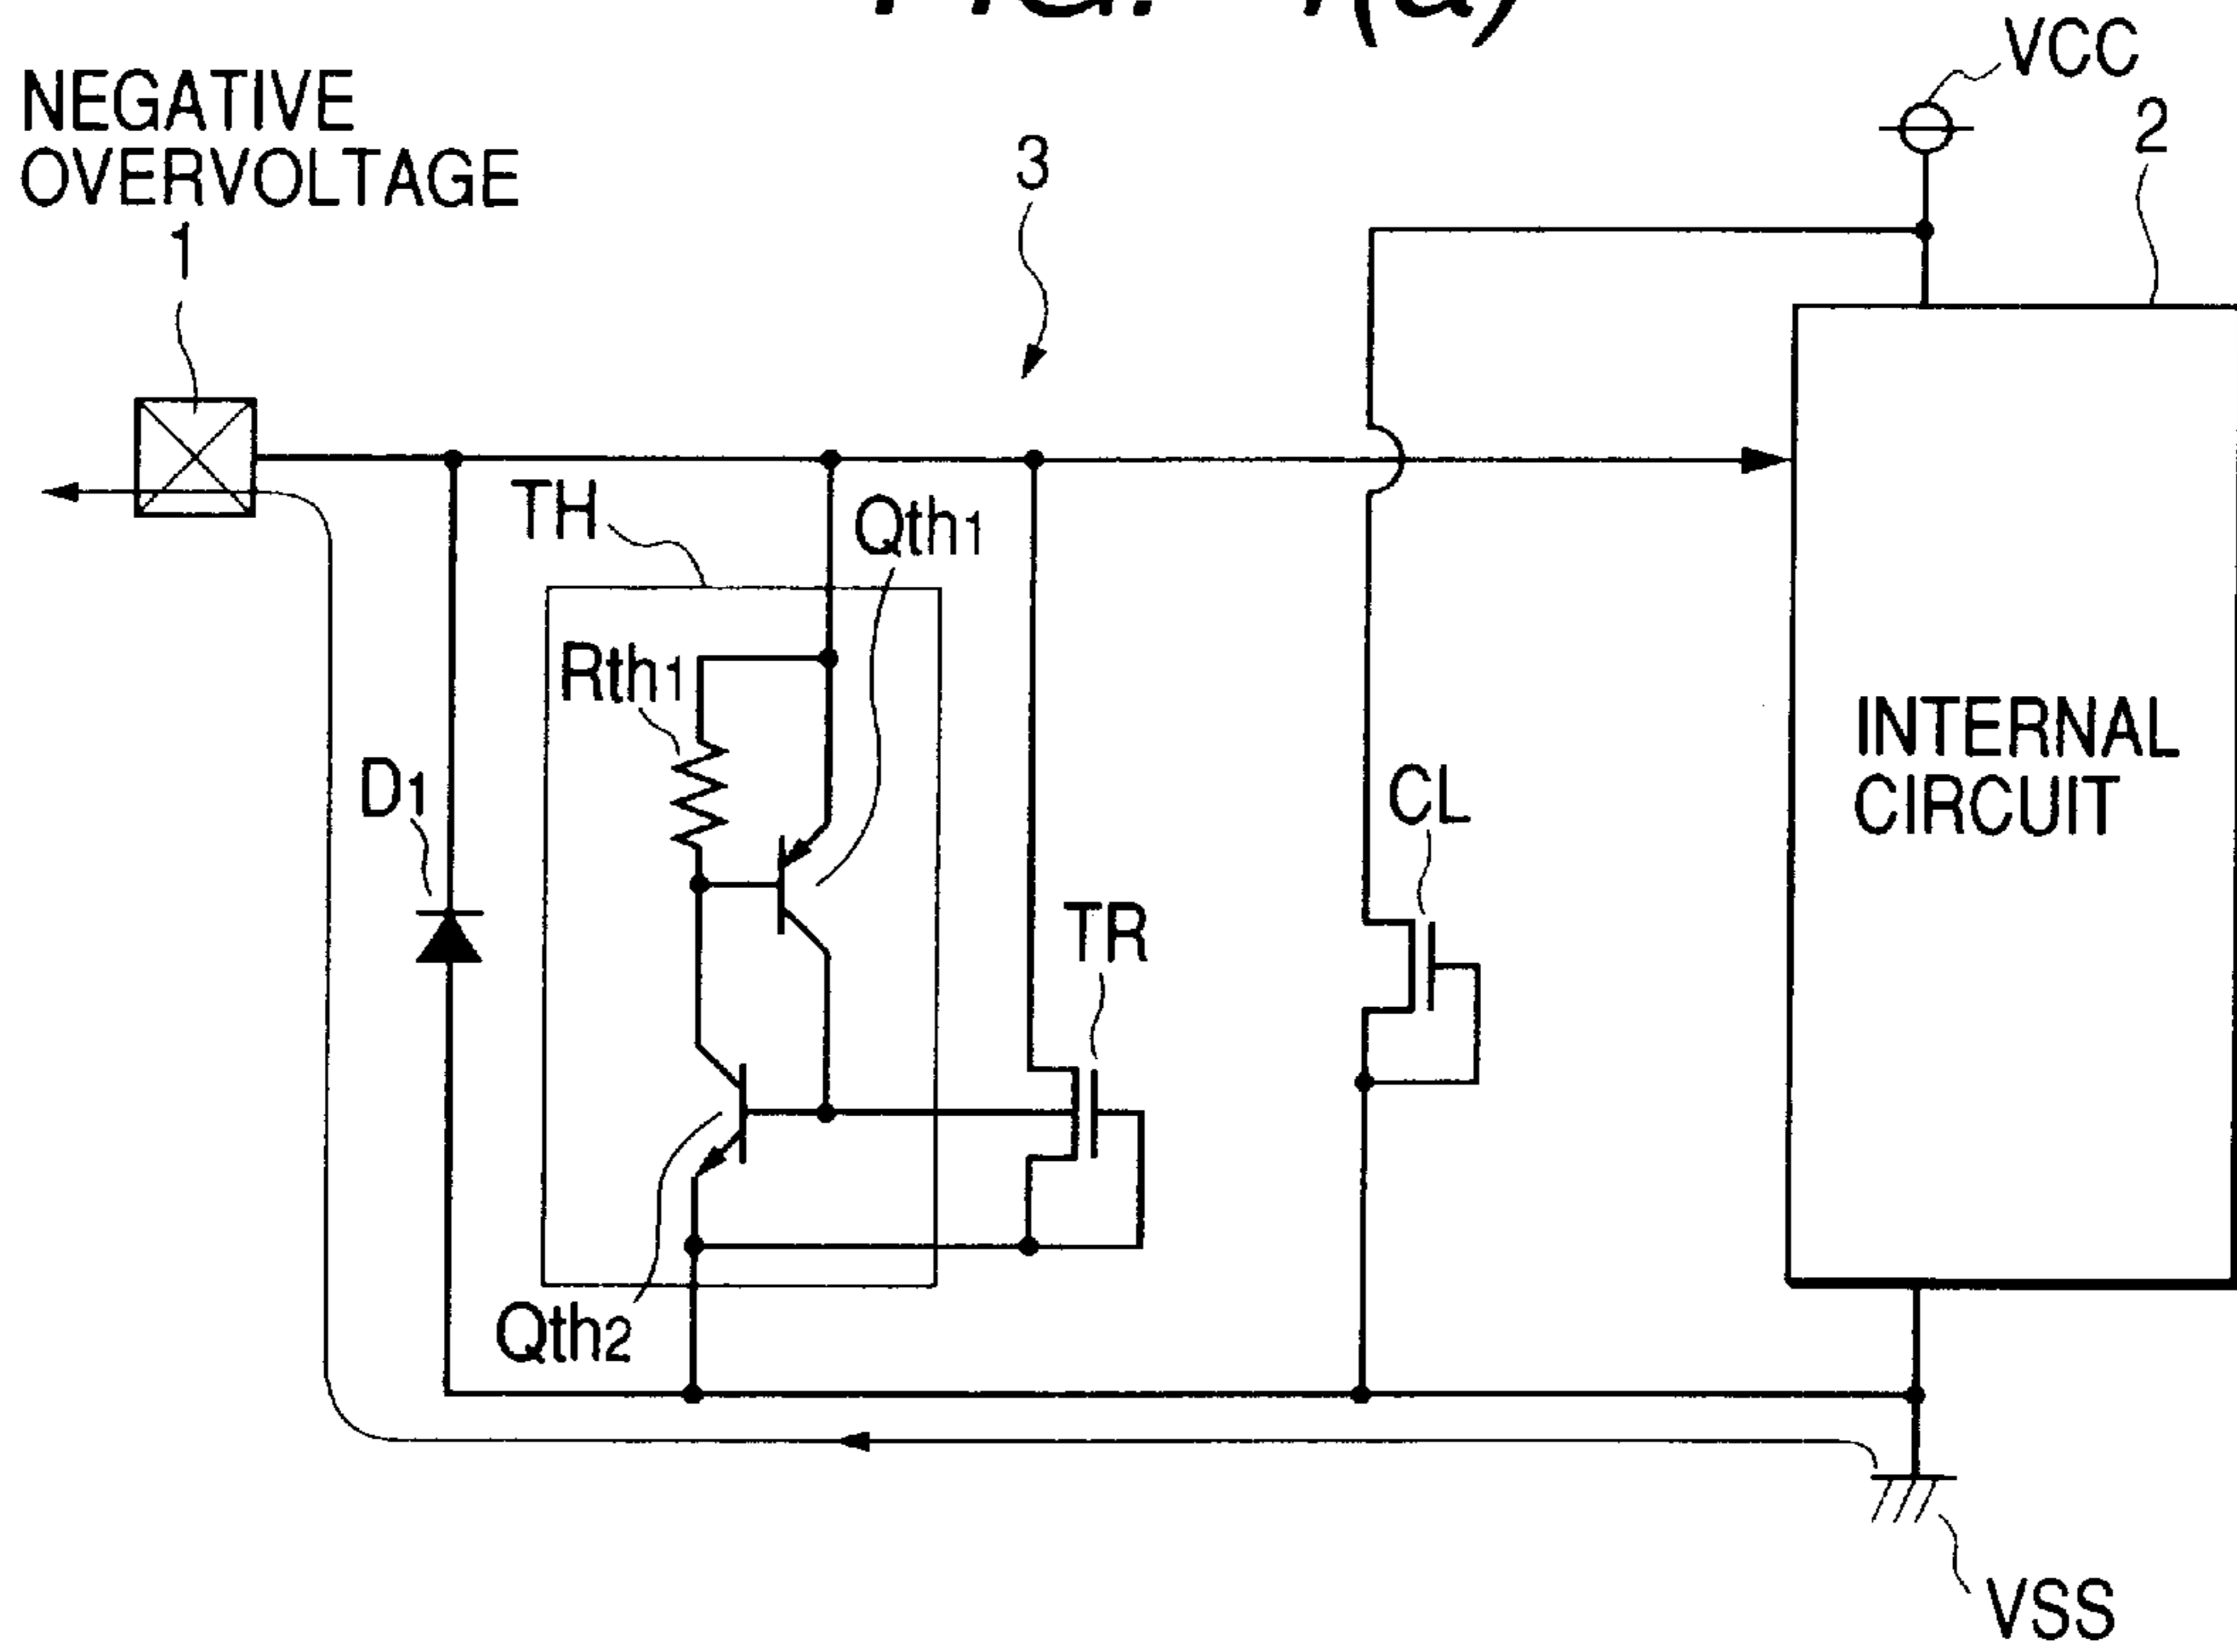 VCC
NEGATIVE
OVERVOLTAGE
2
3
1
TH
Qth1
Rth1
D1
CL
INTERNAL
CIRCUIT
TR
Qth2
VSS